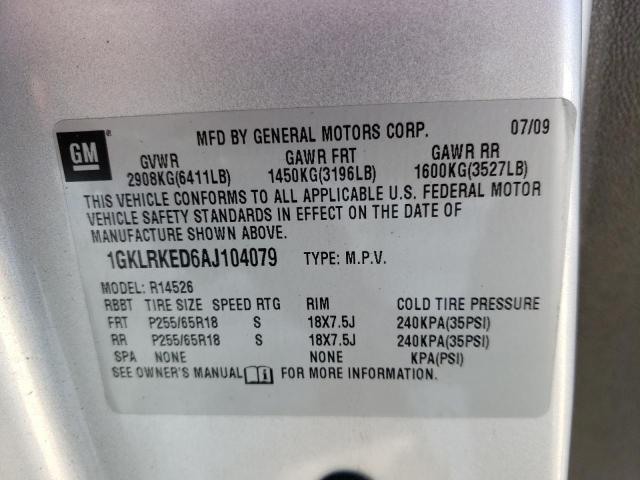 GM®
MFD BY GENERAL MOTORS CORP. 07/09
GVWR GAWR FRT GAWR RR
2908KG(6411LB) 1450KG(3196LB) 1600KG(3527LB)
THIS VEHICLE CONFORMS TO ALL APPLICABLE U.S. FEDERAL MOTOR
VEHICLE SAFETY STANDARDS IN EFFECT ON THE DATE OF
MANUFACTURE SHOWN ABOVE.
1GKLRKED6AJ104079 TYPE: M.P.V.
MODEL: R14526
RBBT TIRE SIZE SPEED RTG RIM COLD TIRE PRESSURE
FRT P255/65R18 S 18X7.5J 240KPA(35PSI)
RR P255/65R18 S 18X7.5J 240KPA(35PSI)
SPA NONE NONE KPA(PSI)
SEE OWNER'S MANUAL FOR MORE INFORMATION.